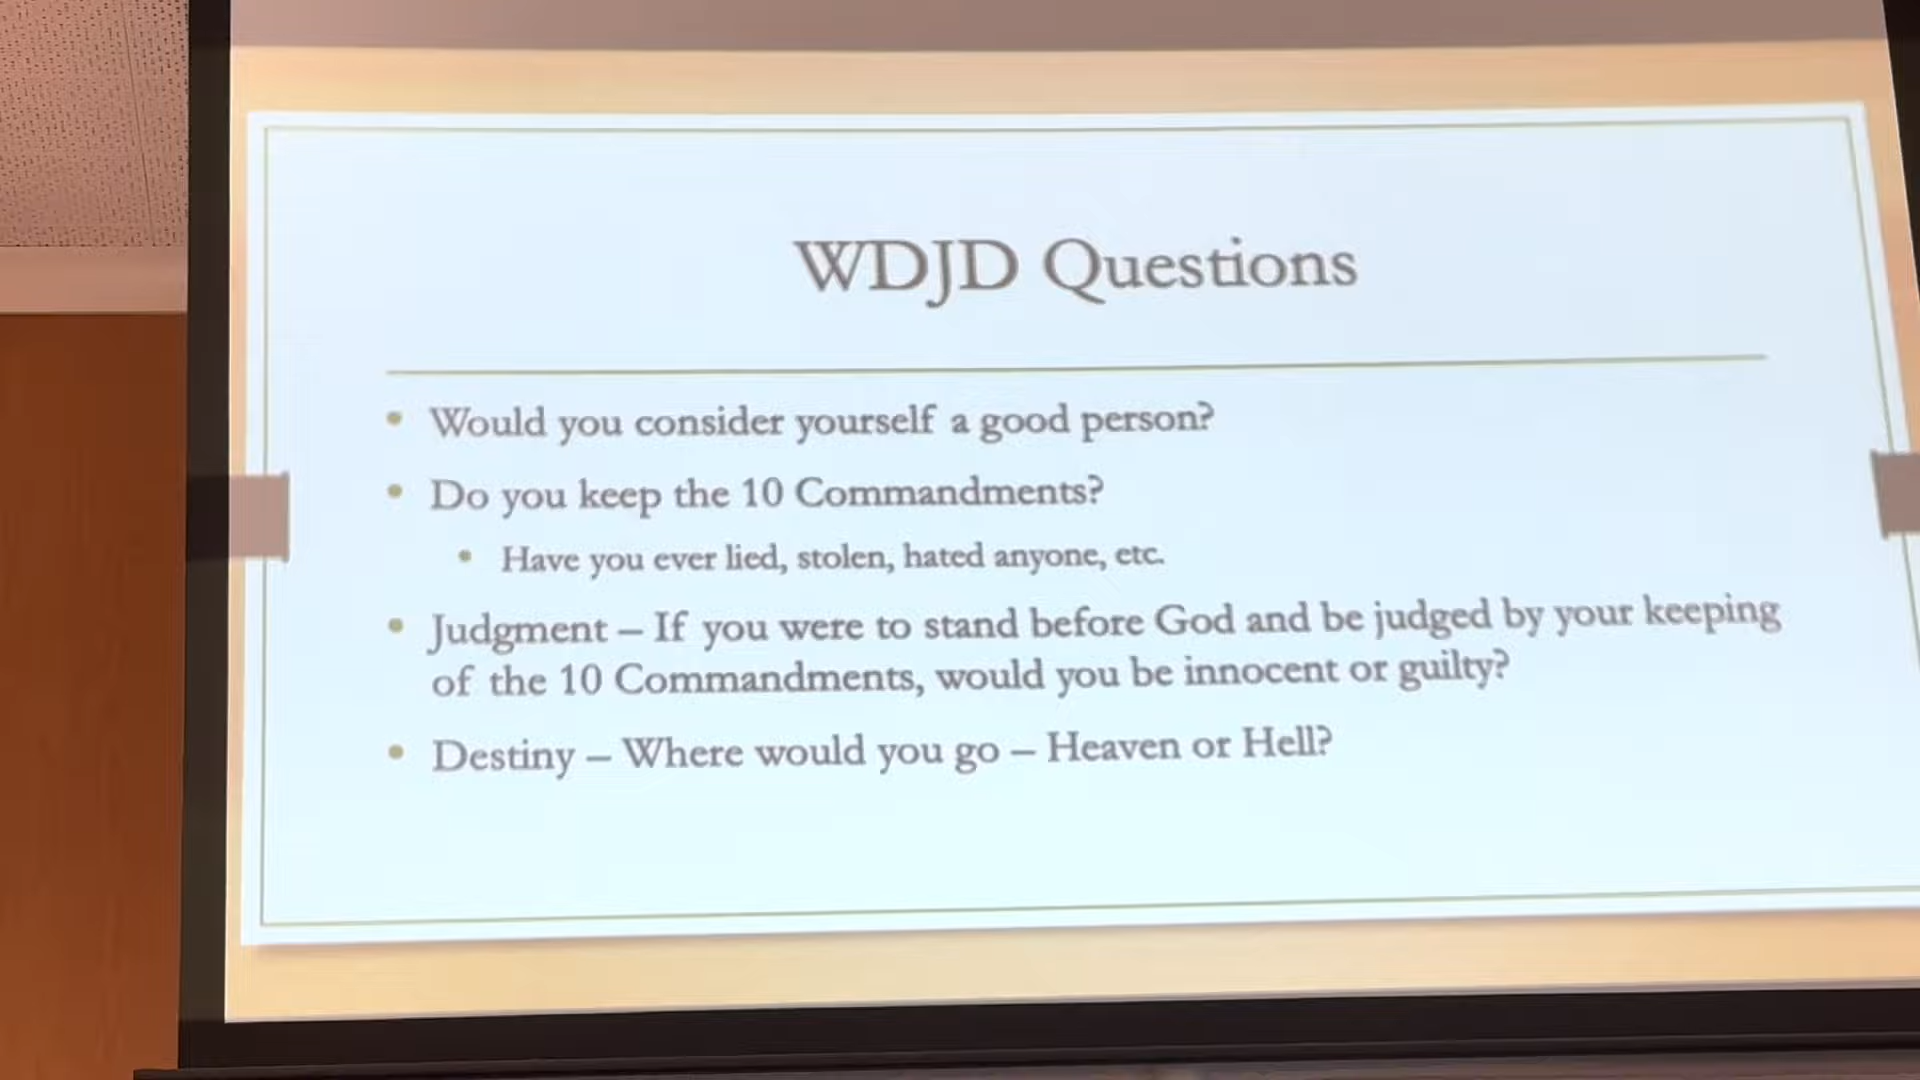 WDJD Questions
• Would you consider yourself a good person?
• Do you keep the 10 Commandments?
• Have you ever lied, stolen, hated anyone, etc.
• Judgment – If you were to stand before God and be judged by your keeping
of the 10 Commandments, would you be innocent or guilty?
• Destiny – Where would you go – Heaven or Hell?